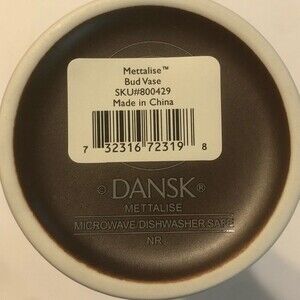 Mettalise™
Bud Vase
SKU#800429
Made in China
7 32316 72319 8
© DANSK®
METTALISE
MICROWAVE/DISHWASHER SAFE
NR